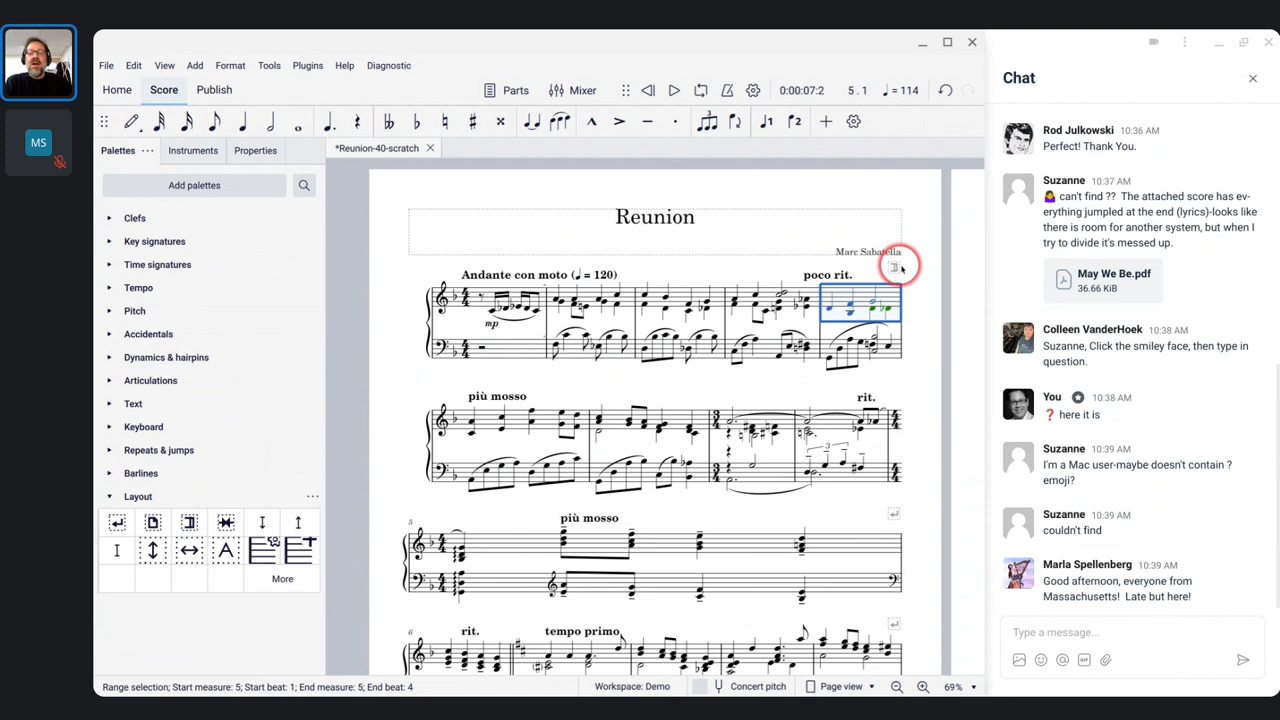 MS
File Edit View Add Format Tools Plugins Help Diagnostic
Home Score Publish
Parts Mixer 0:00:07:2 5 . 1 = 114
Palettes Instruments Properties
*Reunion-40-scratch
Add palettes
Clefs
Key signatures
Time signatures
Tempo
Pitch
Accidentals
Dynamics & hairpins
Articulations
Text
Keyboard
Repeats & jumps
Barlines
Layout
More
Reunion
Marc Sabatella
Andante con moto (♩ = 120) poco rit.
mp
più mosso rit.
3
5
più mosso
6
rit. tempo primo
Range selection; Start measure: 5; Start beat: 1; End measure: 5; End beat: 4
Workspace: Demo
Concert pitch
Page view
69%
Chat
Rod Julkowski 10:36 AM
Perfect! Thank You.
Suzanne 10:37 AM
🤷‍♀️ can't find ?? The attached score has ev-
erything jumped at the end (lyrics)-looks like
there is room for another system, but when I
try to divide it's messed up.
May We Be.pdf
36.66 KiB
Colleen VanderHoek 10:38 AM
Suzanne, Click the smiley face, then type in
question.
You 10:38 AM
❓ here it is
Suzanne 10:39 AM
I'm a Mac user-maybe doesn't contain ?
emoji?
Suzanne 10:39 AM
couldn't find
Marla Spellenberg 10:39 AM
Good afternoon, everyone from
Massachusetts! Late but here!
Type a message...
GIF